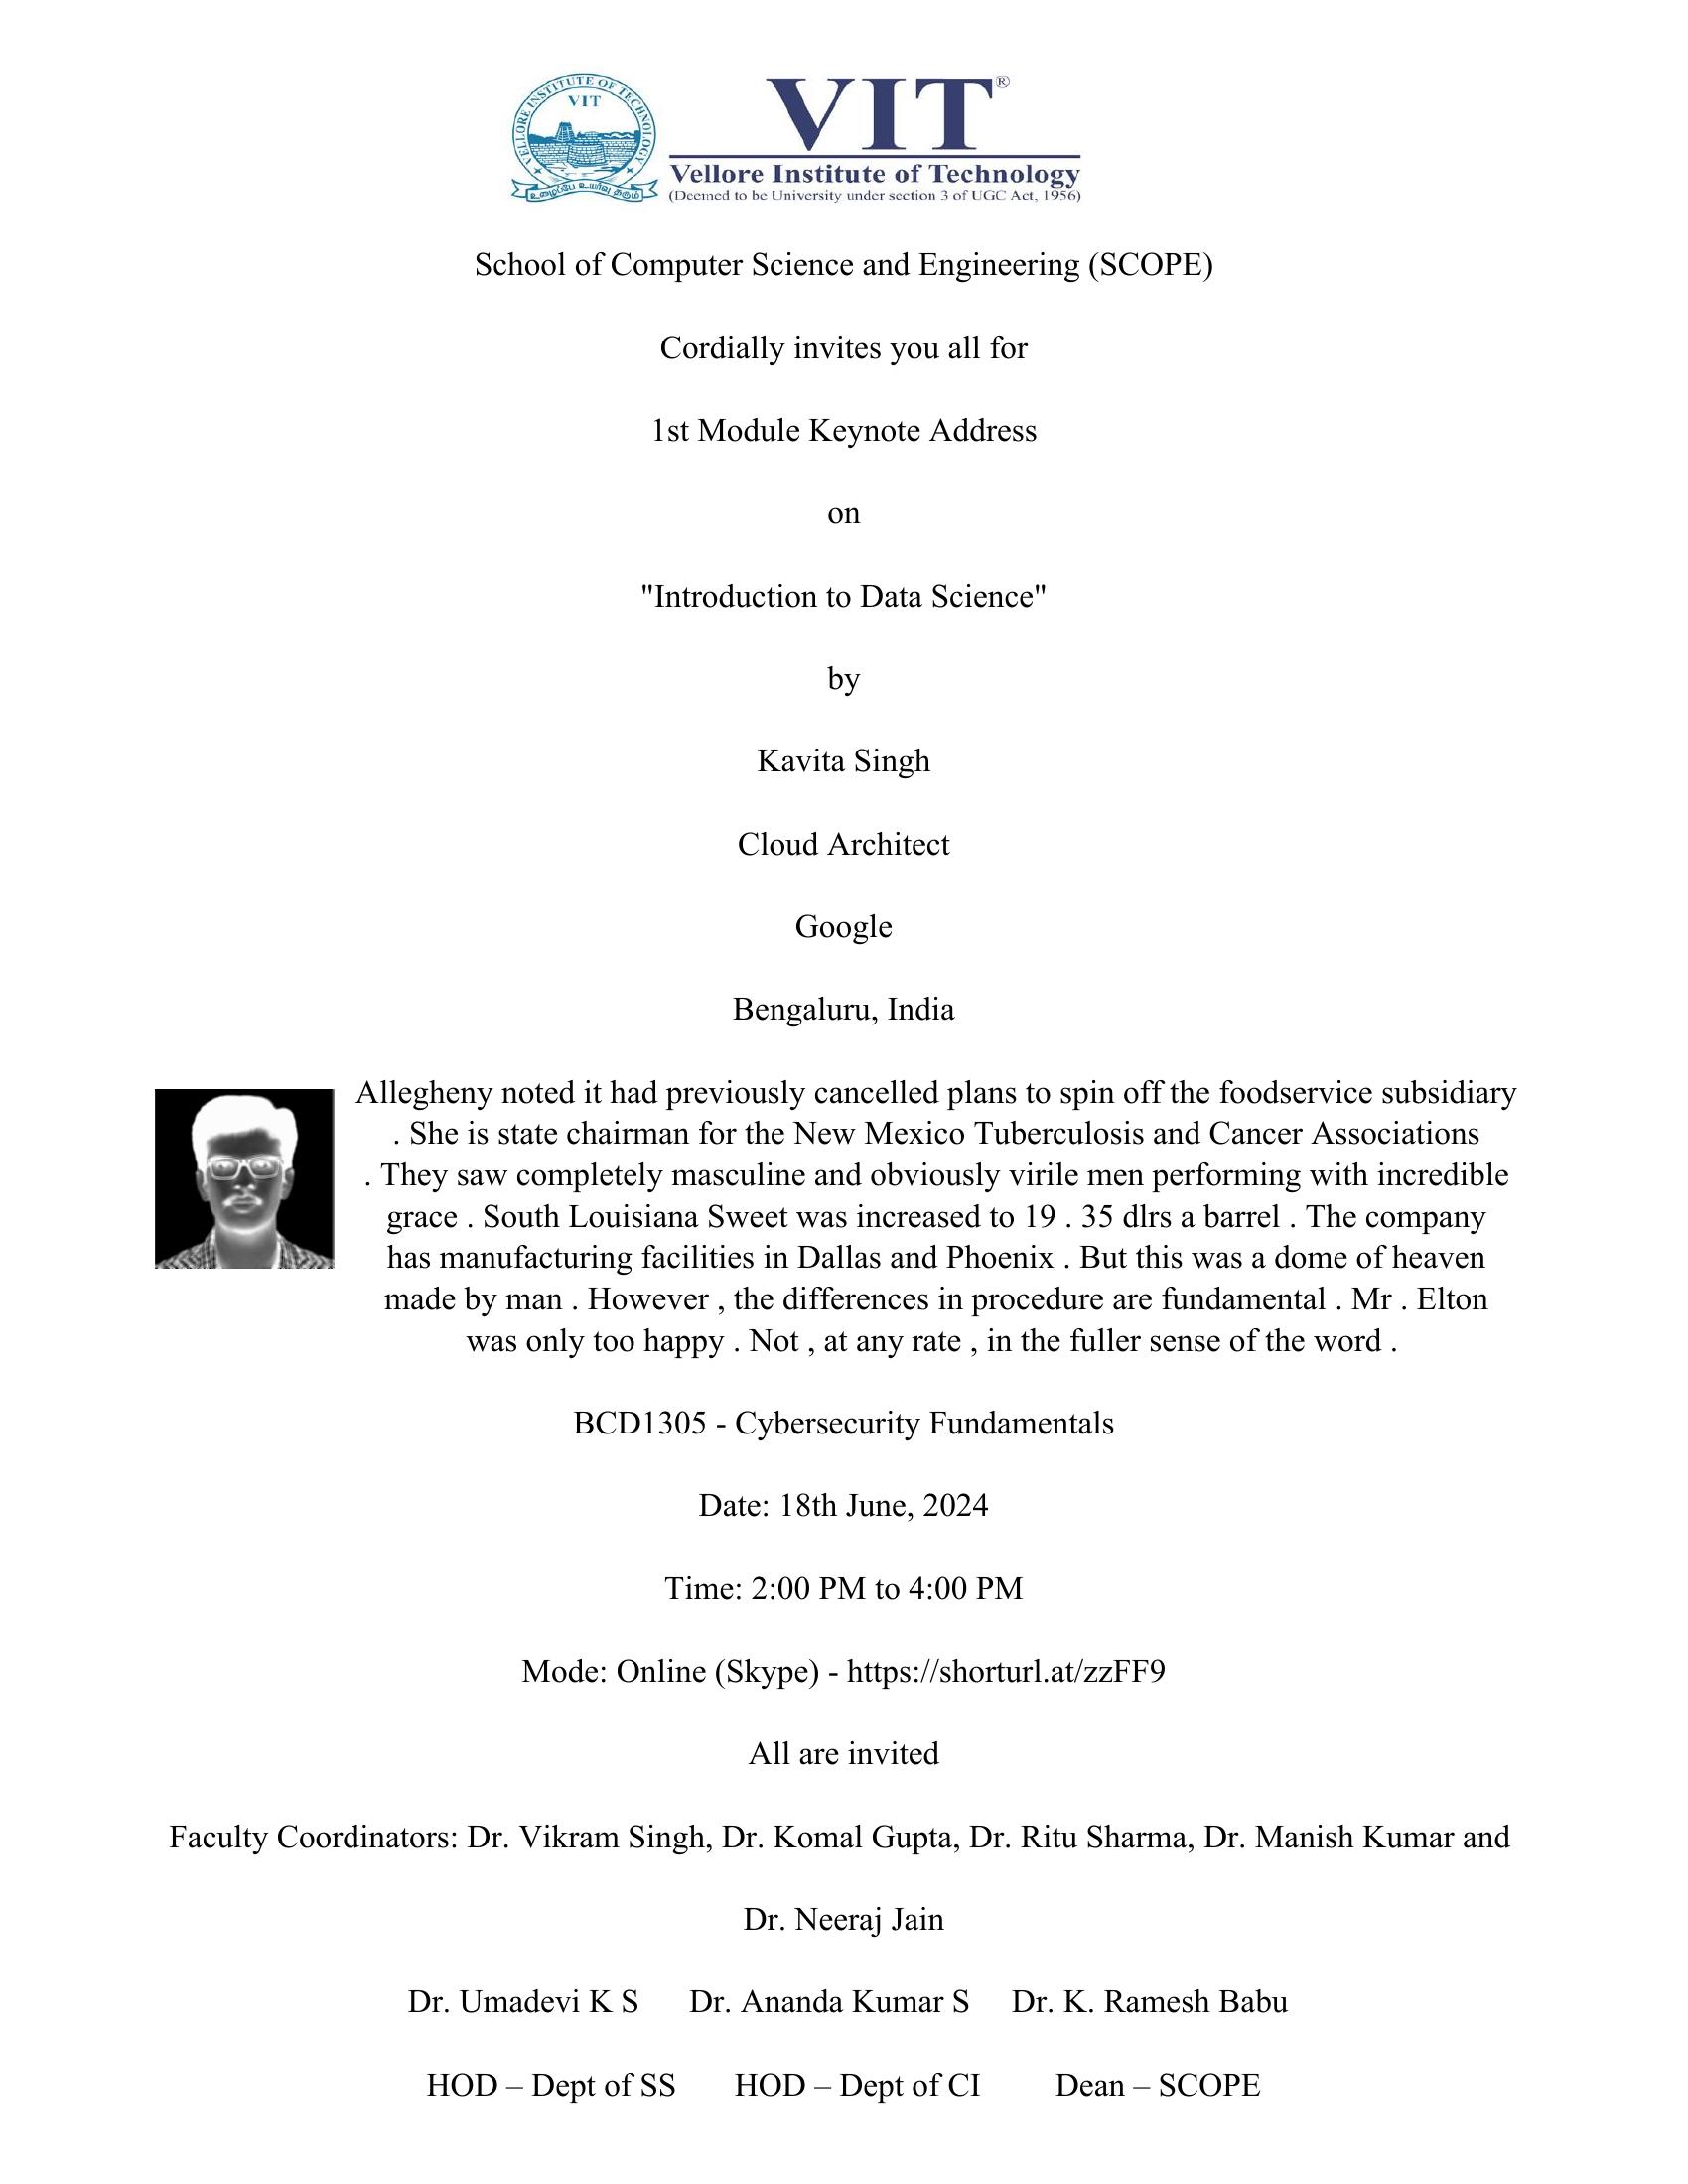 VELLORE INSTITUTE OF TECHNOLOGY
VIT
உழைப்பே உயர்வு தரும்
VIT®
Vellore Institute of Technology
(Deemed to be University under section 3 of UGC Act, 1956)
School of Computer Science and Engineering (SCOPE)
Cordially invites you all for
1st Module Keynote Address
on
"Introduction to Data Science"
by
Kavita Singh
Cloud Architect
Google
Bengaluru, India
Allegheny noted it had previously cancelled plans to spin off the foodservice subsidiary
. She is state chairman for the New Mexico Tuberculosis and Cancer Associations
. They saw completely masculine and obviously virile men performing with incredible
grace . South Louisiana Sweet was increased to 19 . 35 dlrs a barrel . The company
has manufacturing facilities in Dallas and Phoenix . But this was a dome of heaven
made by man . However , the differences in procedure are fundamental . Mr . Elton
was only too happy . Not , at any rate , in the fuller sense of the word .
BCD1305 - Cybersecurity Fundamentals
Date: 18th June, 2024
Time: 2:00 PM to 4:00 PM
Mode: Online (Skype) - https://shorturl.at/zzFF9
All are invited
Faculty Coordinators: Dr. Vikram Singh, Dr. Komal Gupta, Dr. Ritu Sharma, Dr. Manish Kumar and
Dr. Neeraj Jain
Dr. Umadevi K S Dr. Ananda Kumar S Dr. K. Ramesh Babu
HOD – Dept of SS HOD – Dept of CI Dean – SCOPE